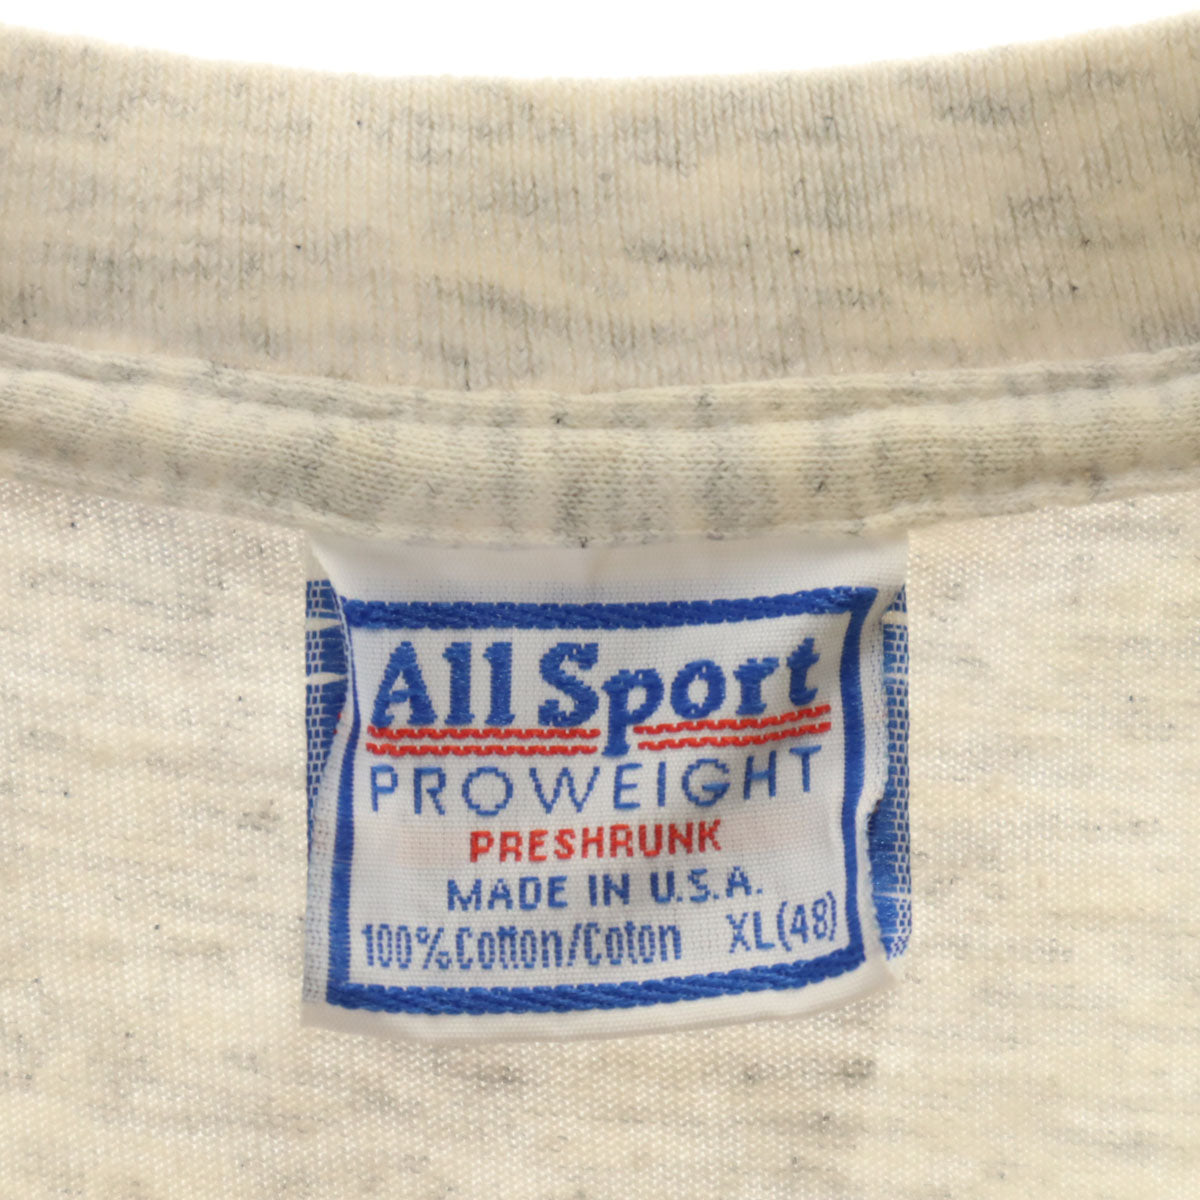 All Sport
PROWEIGHT
PRESHRUNK
MADE IN U.S.A.
100% Cotton/Coton XL(48)